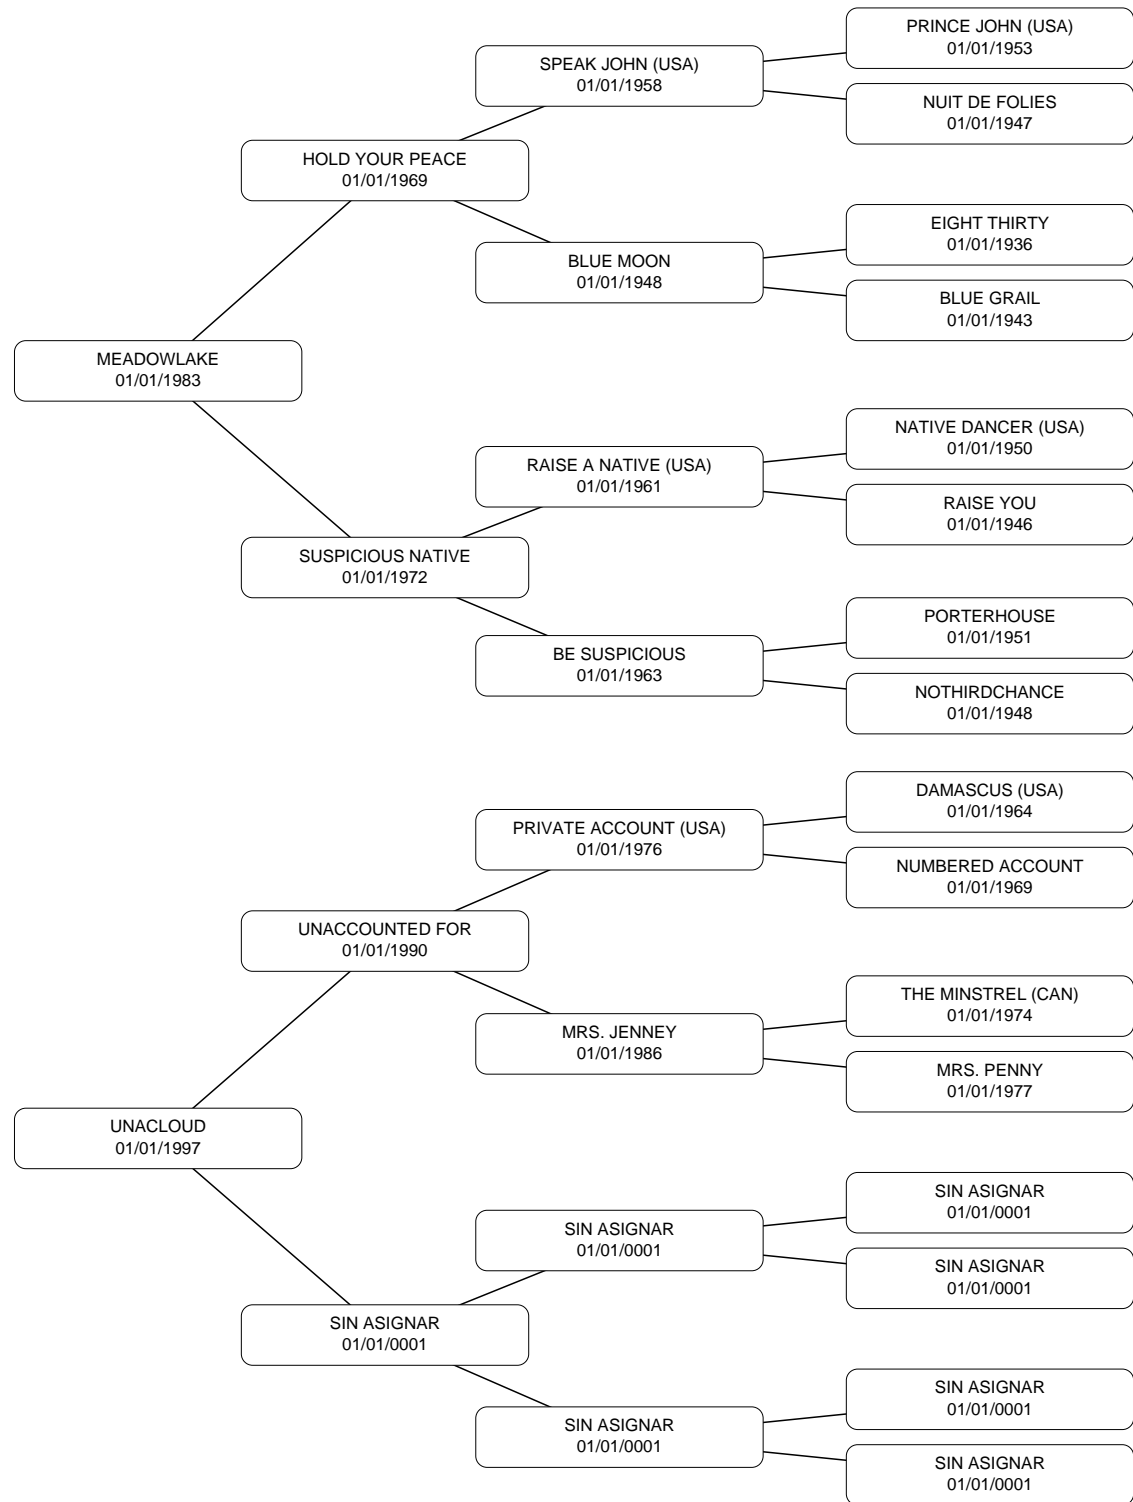 PRINCE JOHN (USA)
01/01/1953
SPEAK JOHN (USA)
01/01/1958
NUIT DE FOLIES
01/01/1947
HOLD YOUR PEACE
01/01/1969
EIGHT THIRTY
01/01/1936
BLUE MOON
01/01/1948
BLUE GRAIL
01/01/1943
MEADOWLAKE
01/01/1983
NATIVE DANCER (USA)
01/01/1950
RAISE A NATIVE (USA)
01/01/1961
RAISE YOU
01/01/1946
SUSPICIOUS NATIVE
01/01/1972
PORTERHOUSE
01/01/1951
BE SUSPICIOUS
01/01/1963
NOTHIRDCHANCE
01/01/1948
DAMASCUS (USA)
01/01/1964
PRIVATE ACCOUNT (USA)
01/01/1976
NUMBERED ACCOUNT
01/01/1969
UNACCOUNTED FOR
01/01/1990
THE MINSTREL (CAN)
01/01/1974
MRS. JENNEY
01/01/1986
MRS. PENNY
01/01/1977
UNACLOUD
01/01/1997
SIN ASIGNAR
01/01/0001
SIN ASIGNAR
01/01/0001
SIN ASIGNAR
01/01/0001
SIN ASIGNAR
01/01/0001
SIN ASIGNAR
01/01/0001
SIN ASIGNAR
01/01/0001
SIN ASIGNAR
01/01/0001